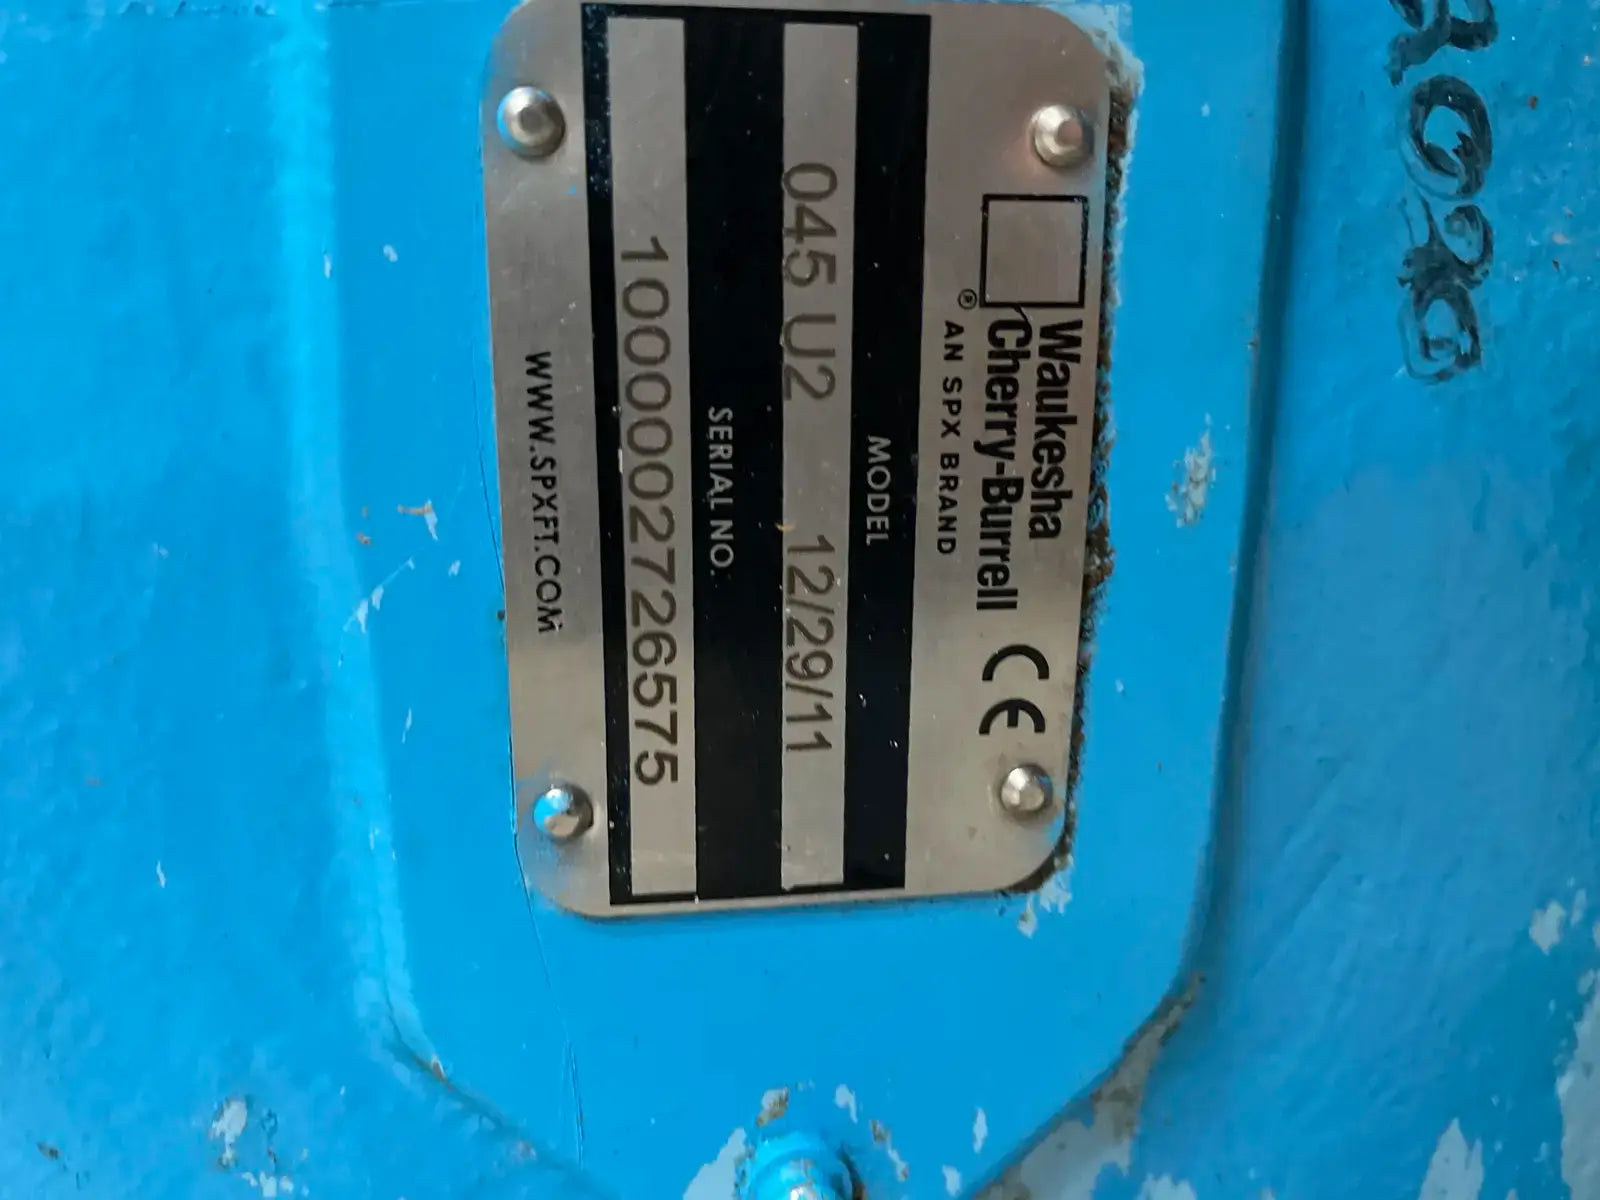 Waukesha
Cherry-Burrell CE
® AN SPX BRAND
MODEL
045 U2 12/29/11
SERIAL NO.
1000002726575
WWW.SPXFT.COM